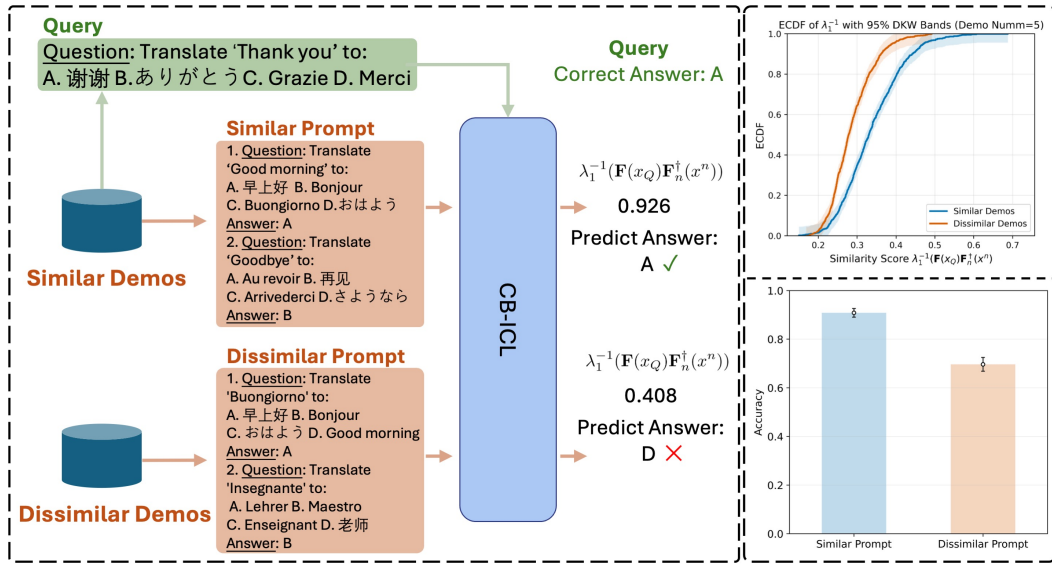 Query
Question: Translate ‘Thank you’ to:
A. 谢谢 B.ありがとう C. Grazie D. Merci
Similar Demos
Similar Prompt
1. Question: Translate
‘Good morning’ to:
A. 早上好 B. Bonjour
C. Buongiorno D.おはよう
Answer: A
2. Question: Translate
‘Goodbye’ to:
A. Au revoir B. 再见
C. Arrivederci D.さようなら
Answer: B
Dissimilar Demos
Dissimilar Prompt
1. Question: Translate
'Buongiorno' to:
A. 早上好 B. Bonjour
C. おはよう D. Good morning
Answer: A
2. Question: Translate
'Insegnante' to:
A. Lehrer B. Maestro
C. Enseignant D. 老师
Answer: B
CB-ICL
Query
Correct Answer: A
λ₁⁻¹(F(x_Q)F_n†(xⁿ))
0.926
Predict Answer:
A ✓
λ₁⁻¹(F(x_Q)F_n†(xⁿ))
0.408
Predict Answer:
D ✕
ECDF of λ₁⁻¹ with 95% DKW Bands (Demo Numm=5)
ECDF
1.0
0.8
0.6
0.4
0.2
0.0
0.2 0.3 0.4 0.5 0.6 0.7
Similar Demos
Dissimilar Demos
Similarity Score λ₁⁻¹(F(x_Q)F_n†(xⁿ)
Accuracy
1.0
0.8
0.6
0.4
0.2
0.0
Similar Prompt Dissimilar Prompt